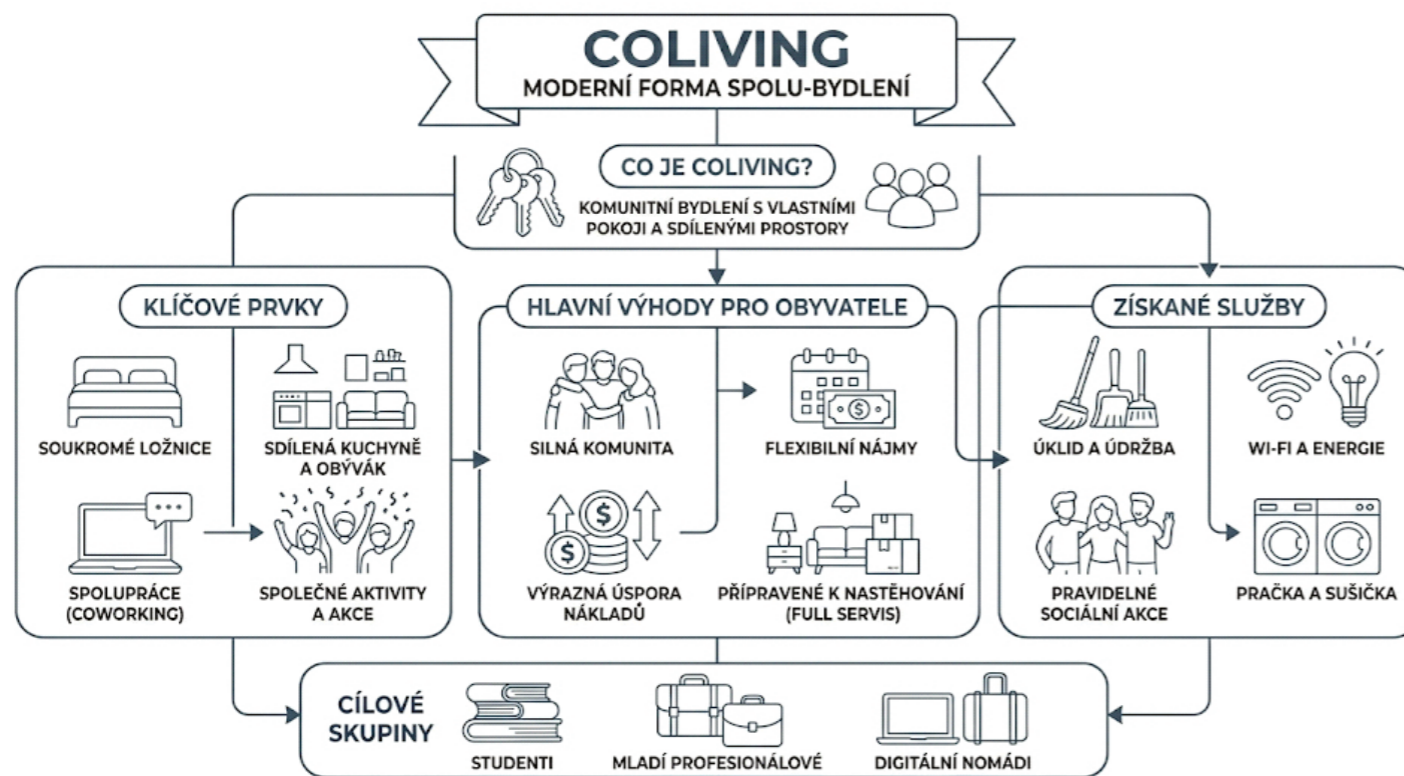 COLIVING
MODERNÍ FORMA SPOLU-BYDLENÍ
CO JE COLIVING?
KOMUNITNÍ BYDLENÍ S VLASTNÍMI
POKOJI A SDÍLENÝMI PROSTORY
KLÍČOVÉ PRVKY
SOUKROMÉ LOŽNICE
SDÍLENÁ KUCHYNĚ
A OBÝVÁK
SPOLUPRÁCE
(COWORKING)
SPOLEČNÉ AKTIVITY
A AKCE
HLAVNÍ VÝHODY PRO OBYVATELE
SILNÁ KOMUNITA
FLEXIBILNÍ NÁJMY
$
VÝRAZNÁ ÚSPORA
NÁKLADŮ
$
$
PŘÍPRAVENÉ K NASTĚHOVÁNÍ
(FULL SERVIS)
ZÍSKANÉ SLUŽBY
ÚKLID A ÚDRŽBA
WI-FI A ENERGIE
PRAVIDELNÉ
SOCIÁLNÍ AKCE
PRAČKA A SUŠIČKA
CÍLOVÉ
SKUPINY
STUDENTI
MLADÍ PROFESIONÁLOVÉ
DIGITÁLNÍ NOMÁDI